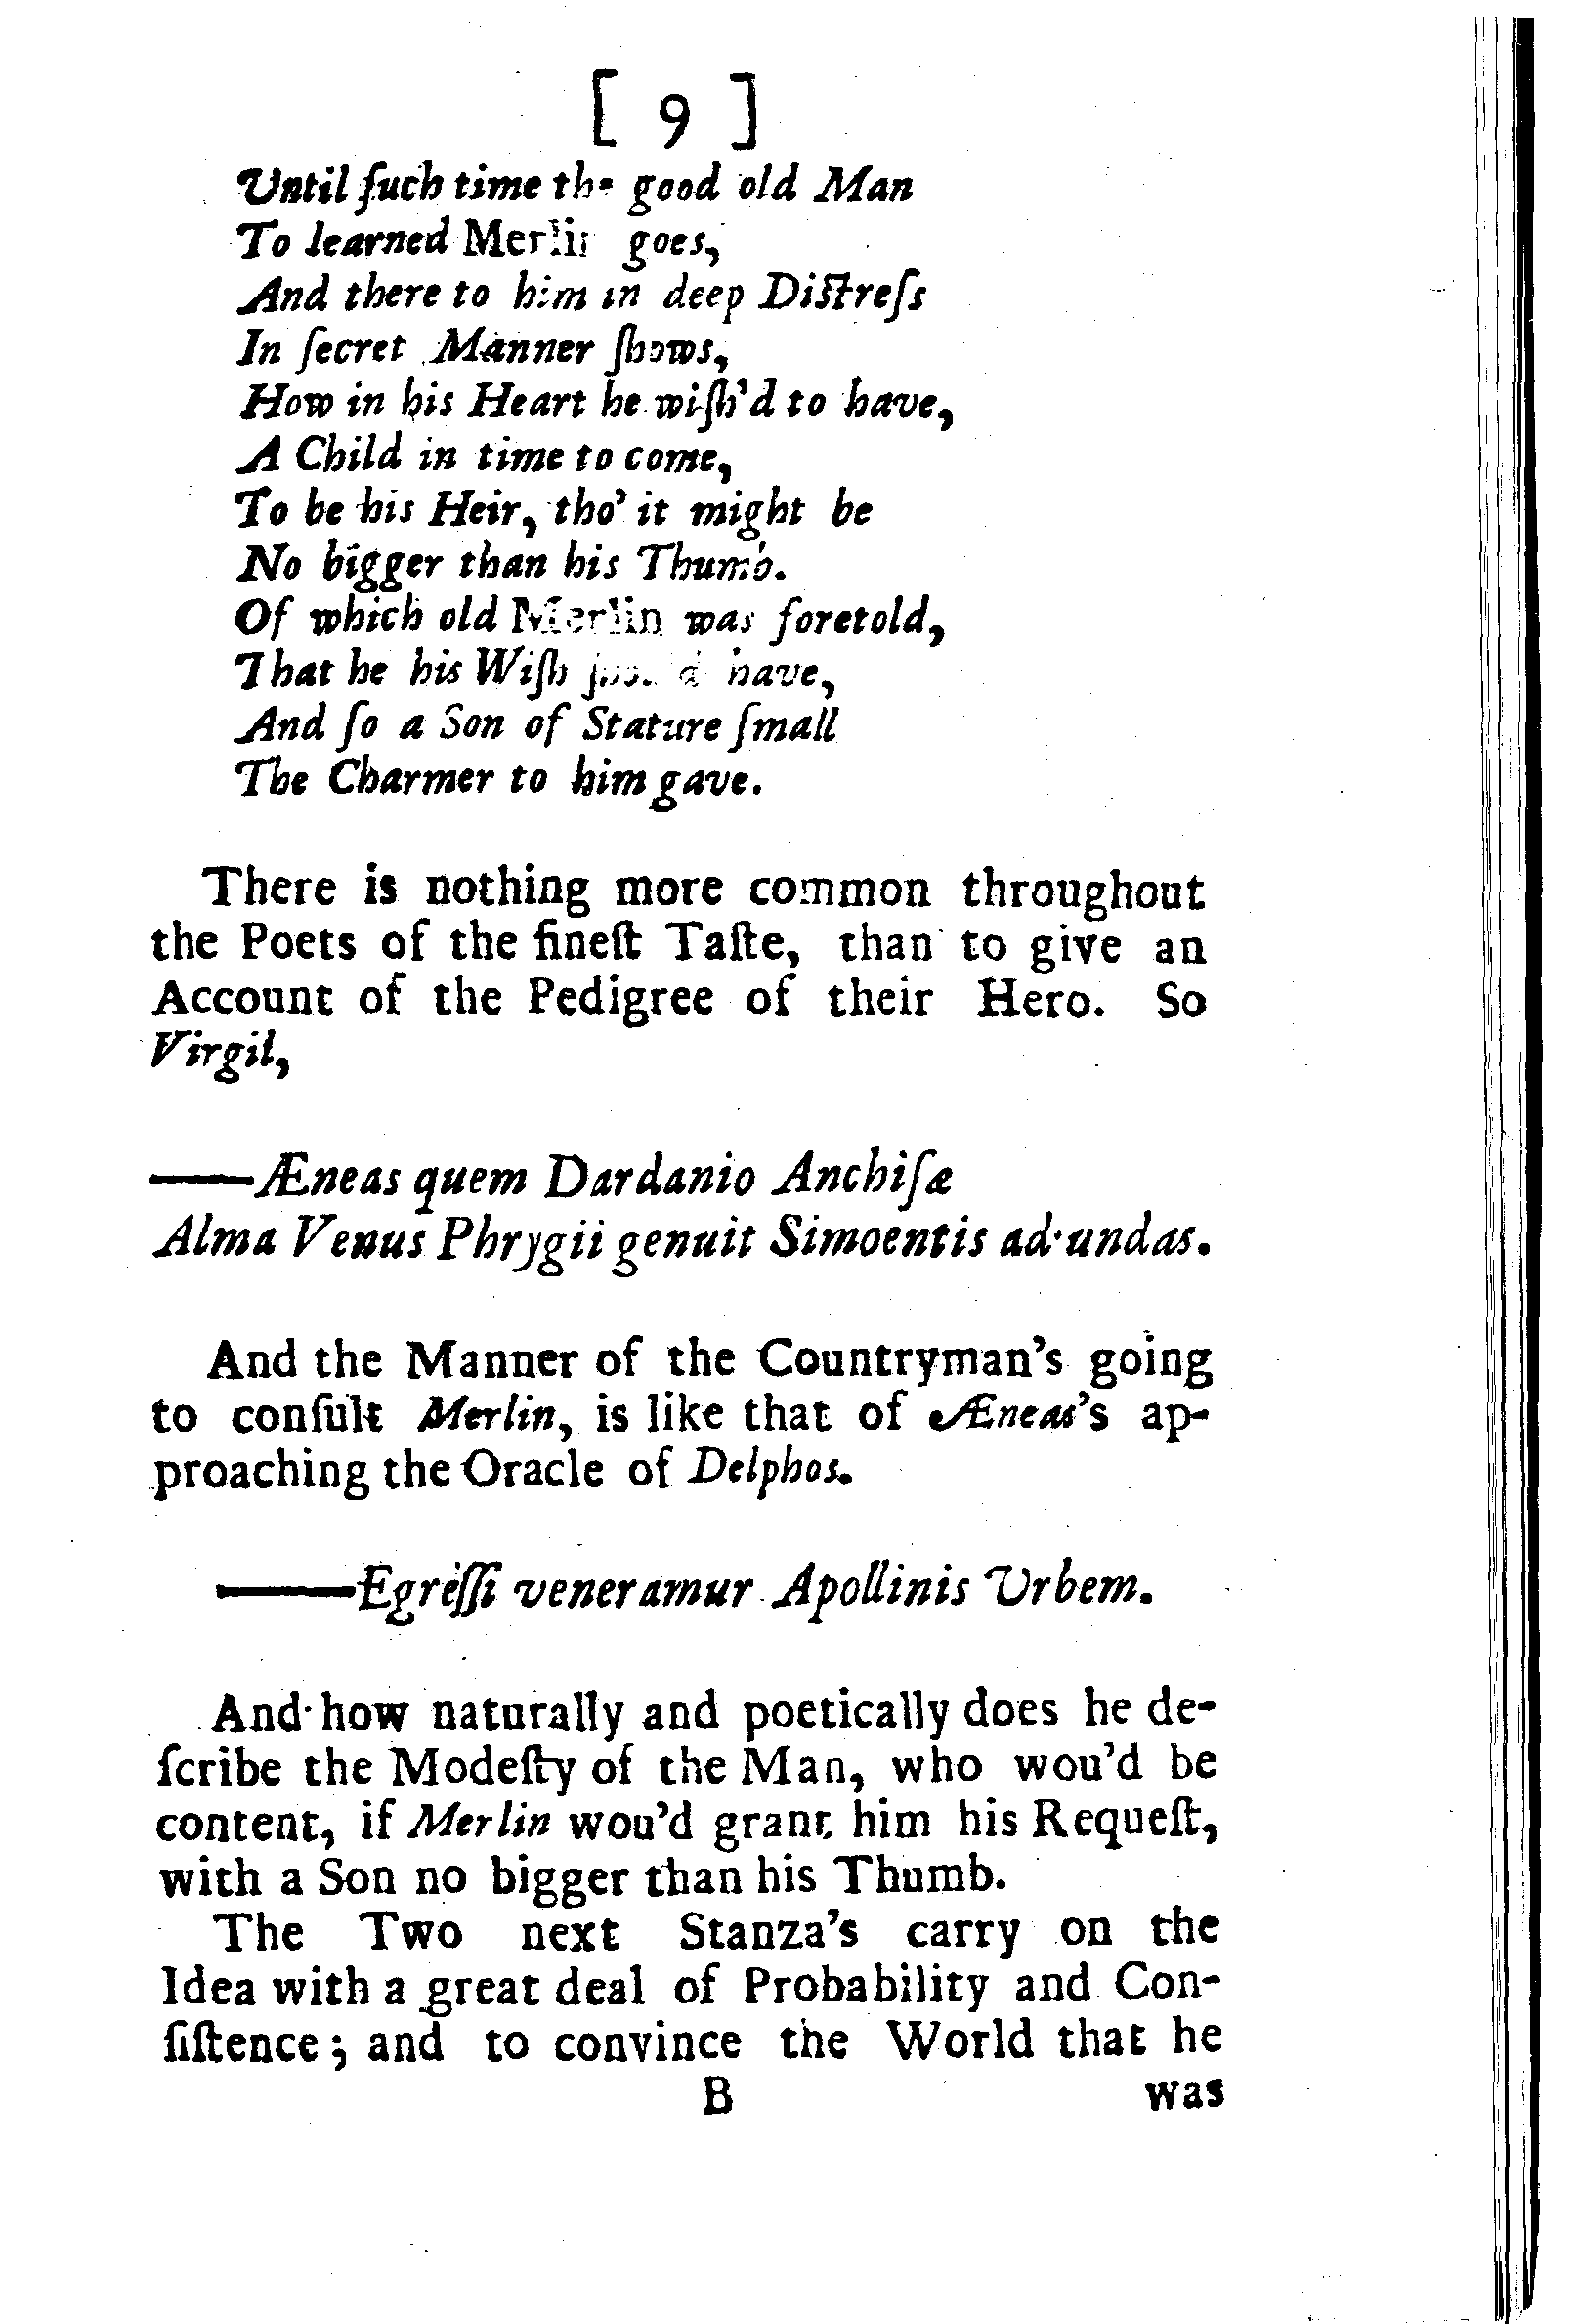 [ 9 ]
Until ſuch time the good old Man
To learned Merlin goes,
And there to him in deep Diſtreſs
In ſecret Manner ſhows,
How in his Heart he wiſh'd to have,
A Child in time to come,
To be his Heir, tho' it might be
No bigger than his Thumb.
Of which old Merlin was foretold,
That he his Wiſh have,
And ſo a Son of Stature ſmall
The Charmer to him gave.
There is nothing more common throughout
the Poets of the fineſt Taſte, than to give an
Account of the Pedigree of their Hero. So
Virgil,
——Æneas quem Dardanio Anchiſæ
Alma Venus Phrygii genuit Simoentis ad undas.
And the Manner of the Countryman's going
to conſult Merlin, is like that of Æneas's ap-
proaching the Oracle of Delphos.
——Egreſſi veneramur Apollinis Urbem.
And how naturally and poetically does he de-
ſcribe the Modeſty of the Man, who wou'd be
content, if Merlin wou'd grant him his Requeſt,
with a Son no bigger than his Thumb.
The Two next Stanza's carry on the
Idea with a great deal of Probability and Con-
ſiſtence; and to convince the World that he
B was